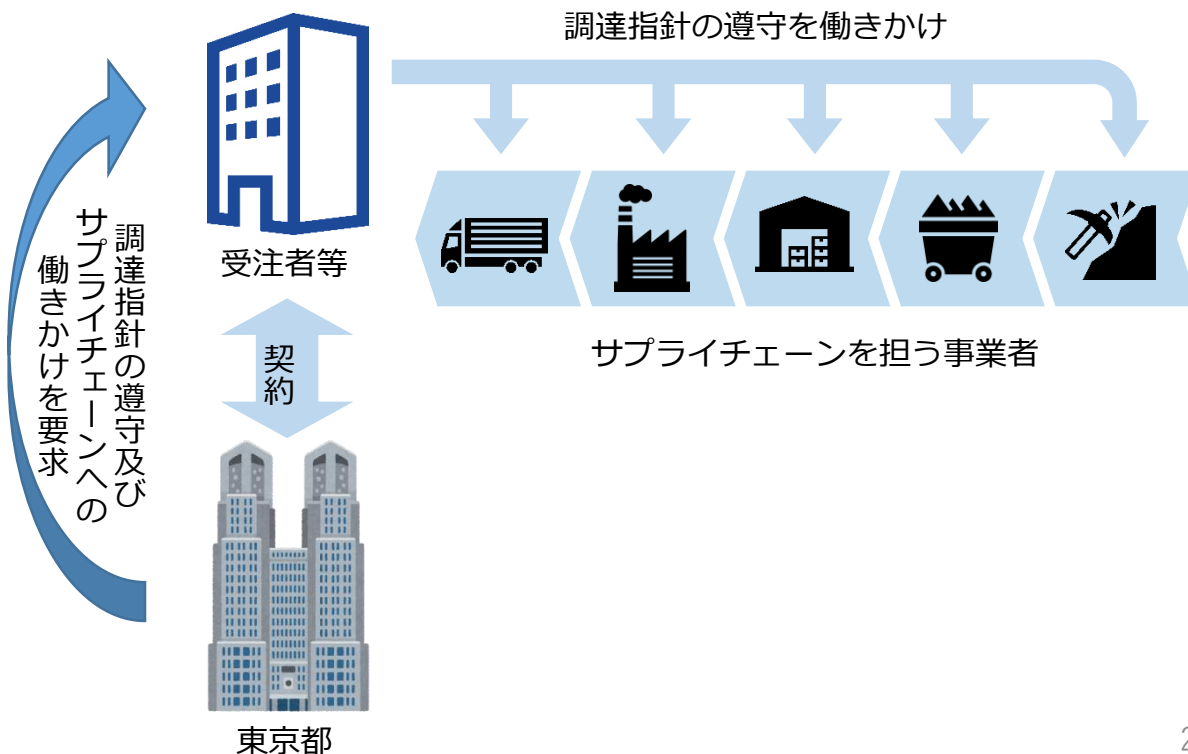 調達指針の遵守を働きかけ
受注者等
調達指針の遵守及び
サプライチェーンへの
働きかけを要求
契約
サプライチェーンを担う事業者
東京都
2